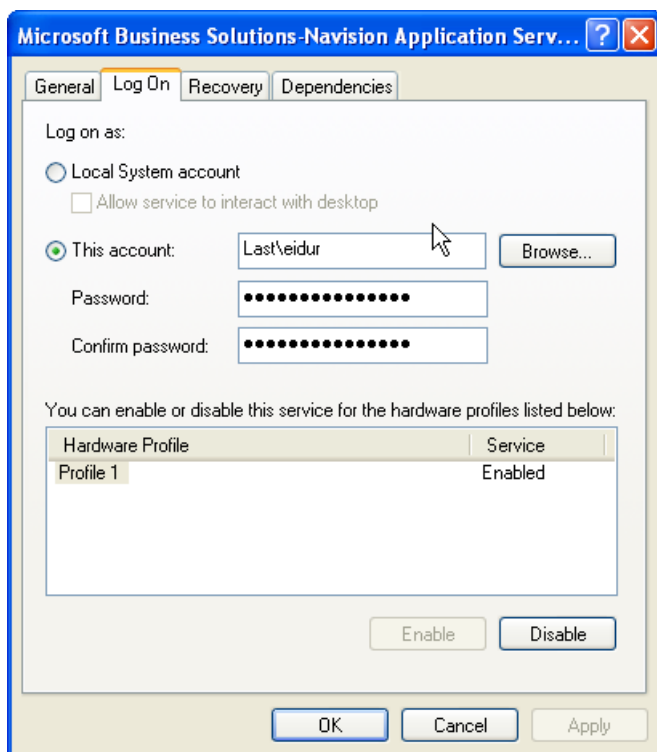 Microsoft Business Solutions-Navision Application Serv...
General Log On Recovery Dependencies
Log on as:
Local System account
Allow service to interact with desktop
This account: Last\eidur Browse...
Password: •••••••••••••••
Confirm password: •••••••••••••••
You can enable or disable this service for the hardware profiles listed below:
Hardware Profile Service
Profile 1 Enabled
Enable Disable
OK Cancel Apply